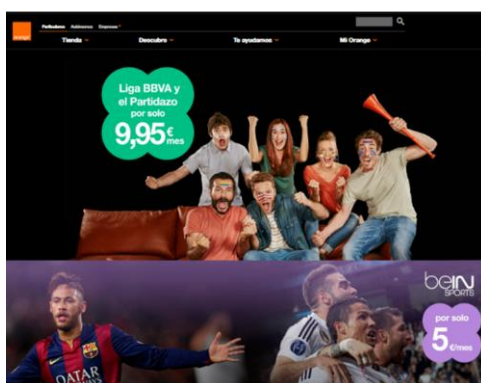 Particulares Autónomos Empresas
orange
Tienda
Descubre
Te ayudamos
Mi Orange
Liga BBVA y
el Partidazo
por solo
9,95€
mes
beIN
SPORTS
por solo
5 €/mes
QATAR